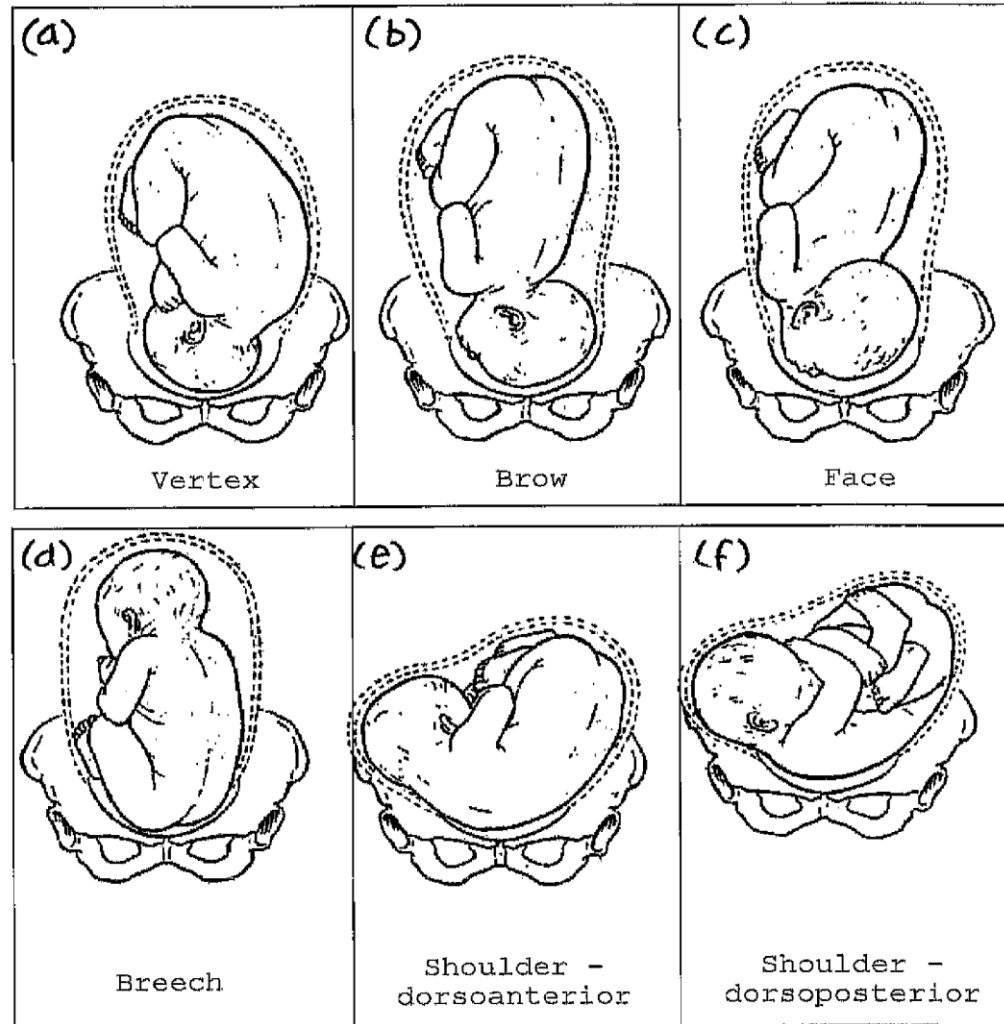 (a)
(b)
(c)
Vertex
Brow
Face
(d)
(e)
(f)
Breech
Shoulder -
dorsoanterior
Shoulder -
dorsoposterior